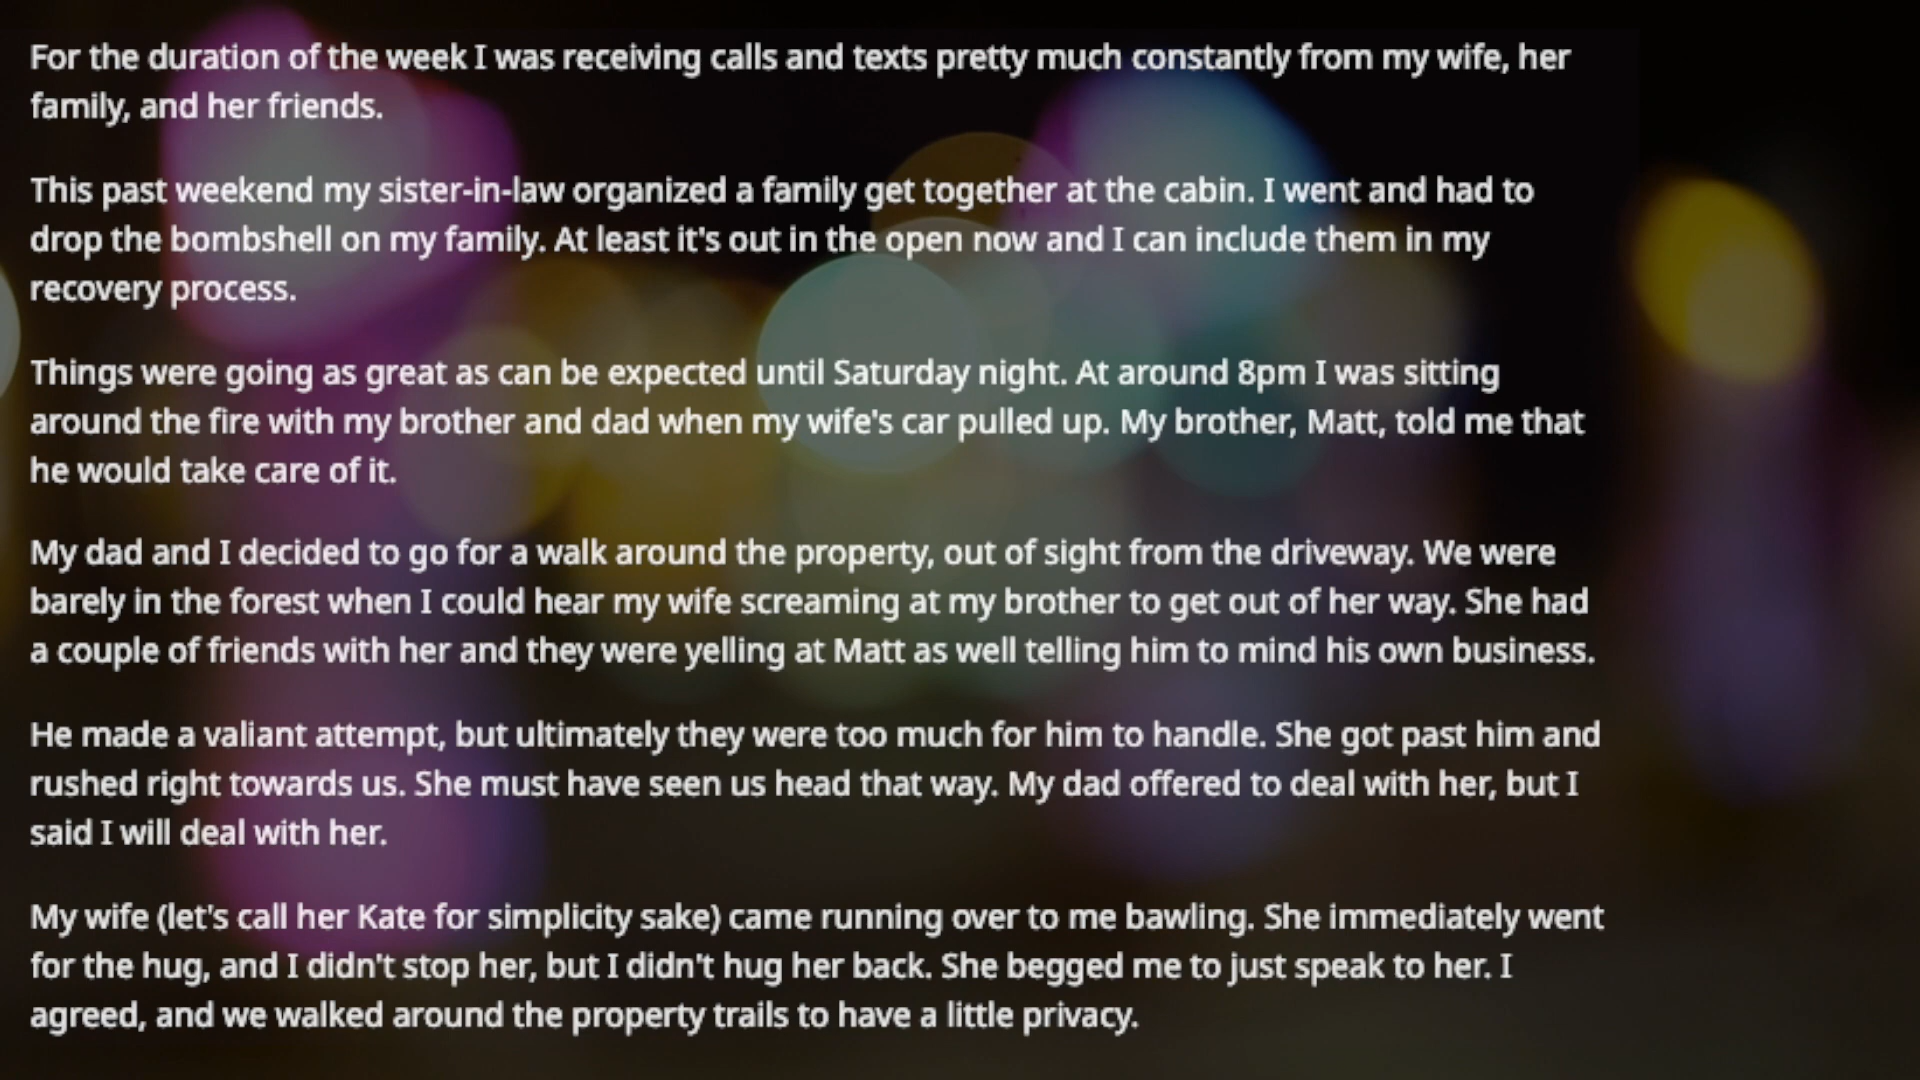 For the duration of the week I was receiving calls and texts pretty much constantly from my wife, her
family, and her friends.
This past weekend my sister-in-law organized a family get together at the cabin. I went and had to
drop the bombshell on my family. At least it's out in the open now and I can include them in my
recovery process.
Things were going as great as can be expected until Saturday night. At around 8pm I was sitting
around the fire with my brother and dad when my wife's car pulled up. My brother, Matt, told me that
he would take care of it.
My dad and I decided to go for a walk around the property, out of sight from the driveway. We were
barely in the forest when I could hear my wife screaming at my brother to get out of her way. She had
a couple of friends with her and they were yelling at Matt as well telling him to mind his own business.
He made a valiant attempt, but ultimately they were too much for him to handle. She got past him and
rushed right towards us. She must have seen us head that way. My dad offered to deal with her, but I
said I will deal with her.
My wife (let's call her Kate for simplicity sake) came running over to me bawling. She immediately went
for the hug, and I didn't stop her, but I didn't hug her back. She begged me to just speak to her. I
agreed, and we walked around the property trails to have a little privacy.